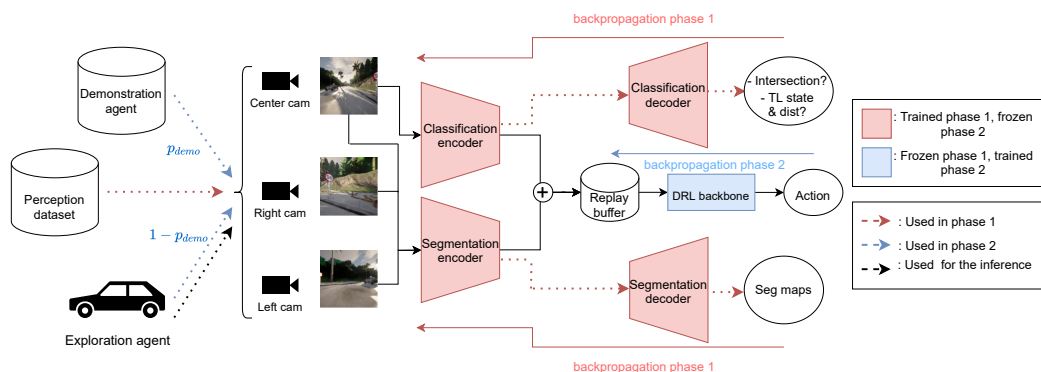 backpropagation phase 1
Demonstration
agent
p_demo
Perception
dataset
1 − p_demo
Exploration agent
Center cam
Right cam
Left cam
Classification
encoder
Segmentation
encoder
Classification
decoder
- Intersection?
- TL state
& dist?
backpropagation phase 2
Replay
buffer
DRL backbone
Action
Segmentation
decoder
Seg maps
backpropagation phase 1
: Trained phase 1, frozen
phase 2
: Frozen phase 1, trained
phase 2
: Used in phase 1
: Used in phase 2
: Used for the inference